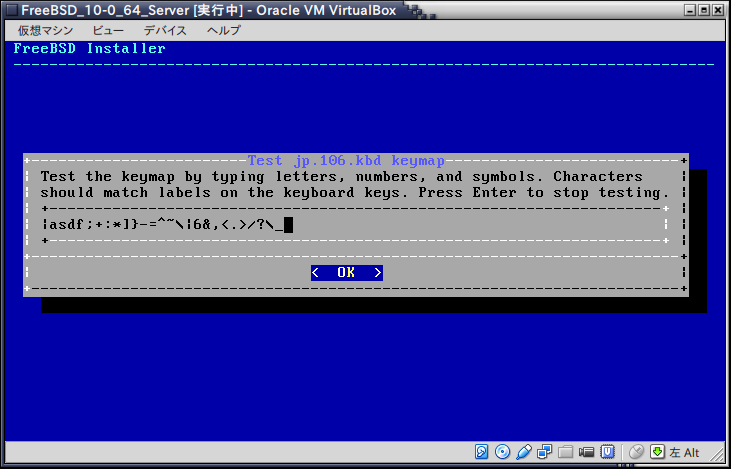 FreeBSD_10-0_64_Server [実行中] - Oracle VM VirtualBox
仮想マシン ビュー デバイス ヘルプ
FreeBSD Installer
Test jp.106.kbd keymap
Test the keymap by typing letters, numbers, and symbols. Characters
should match labels on the keyboard keys. Press Enter to stop testing.
asdf;+:*]}-=^~\|6&,<.>/?\_
< OK >
左 Alt